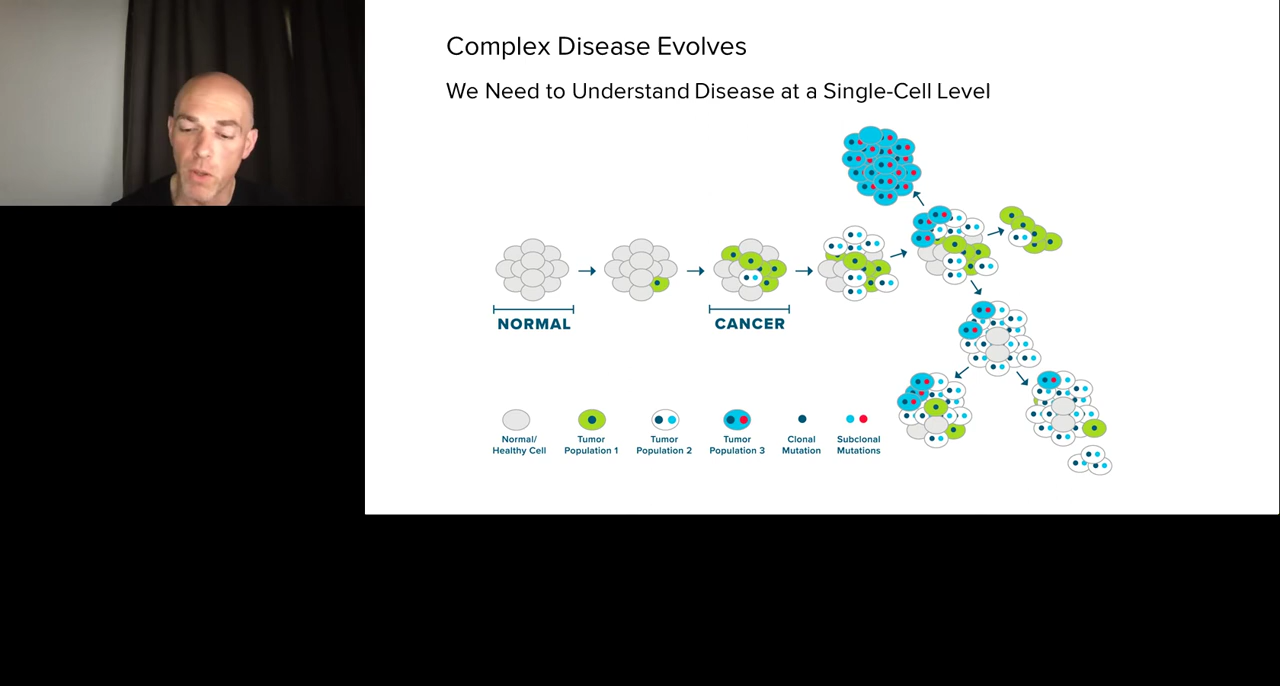 Complex Disease Evolves
We Need to Understand Disease at a Single-Cell Level
NORMAL
CANCER
Normal/
Healthy Cell
Tumor
Population 1
Tumor
Population 2
Tumor
Population 3
Clonal
Mutation
Subclonal
Mutations